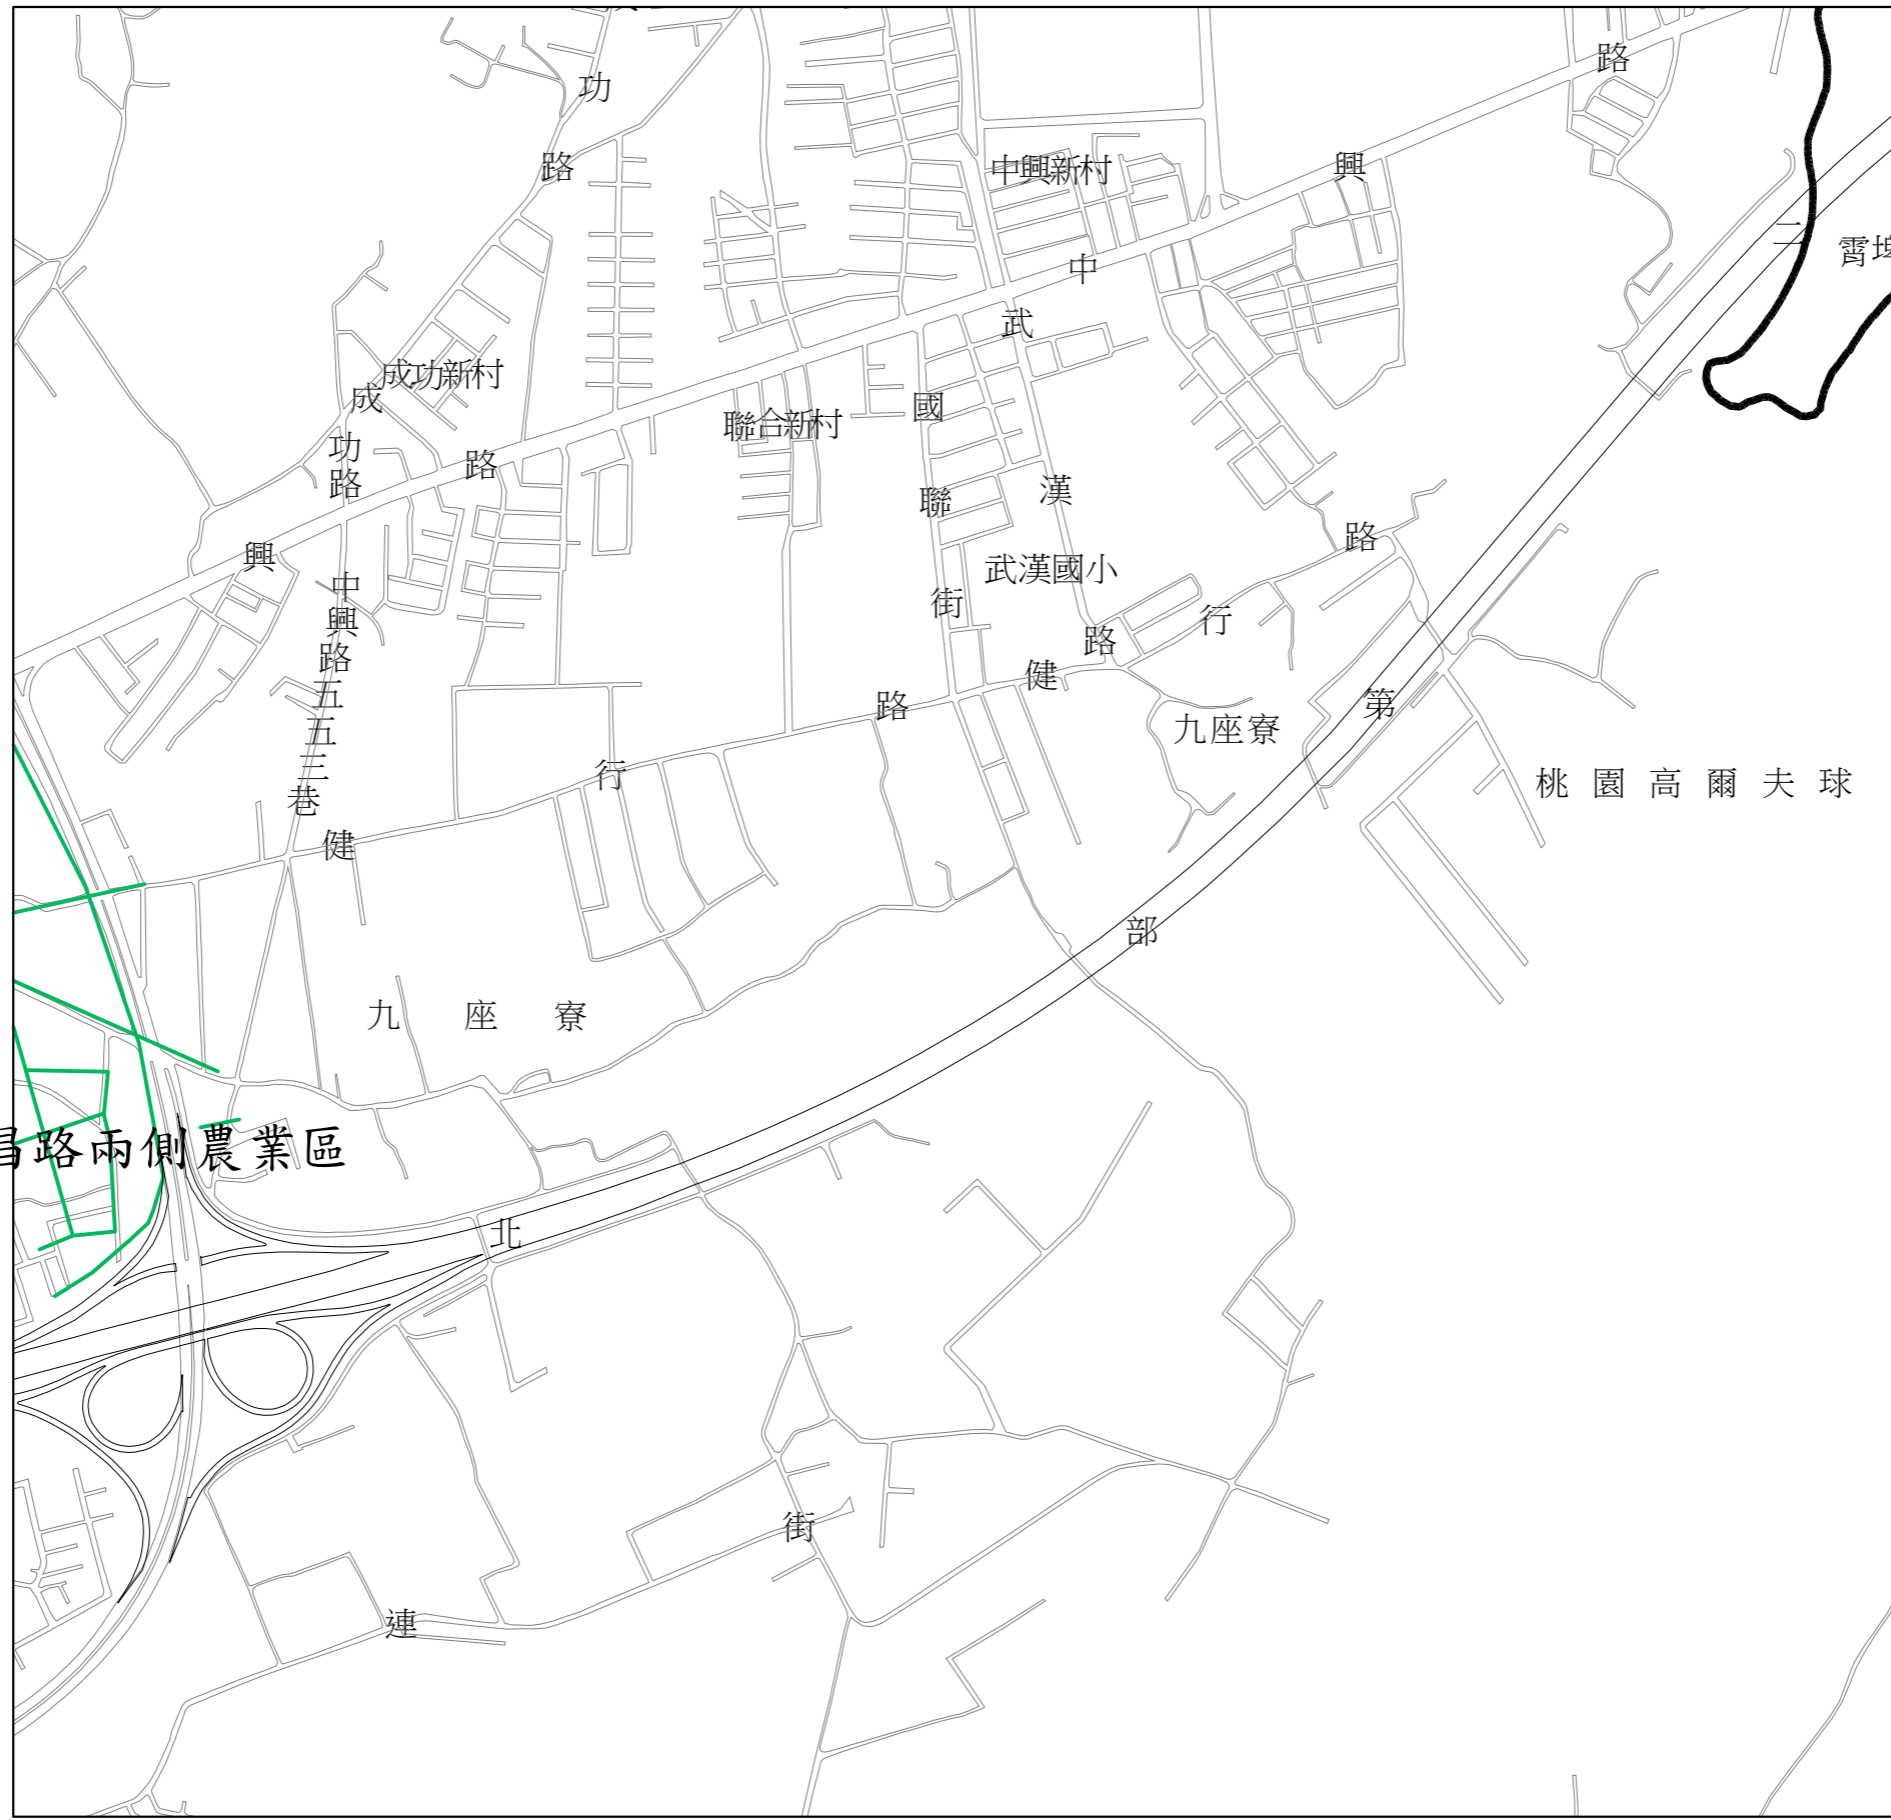 功
路
路
中興新村
興
二
霄埤
中
武
成功新村
成
功
路
路
聯合新村
國
聯
街
漢
武漢國小
路
興
中
興
路
五
五
三
巷
路
行
健
路
行
健
第
九座寮
桃園高爾夫球
部
九座寮
昌路兩側農業區
北
街
連